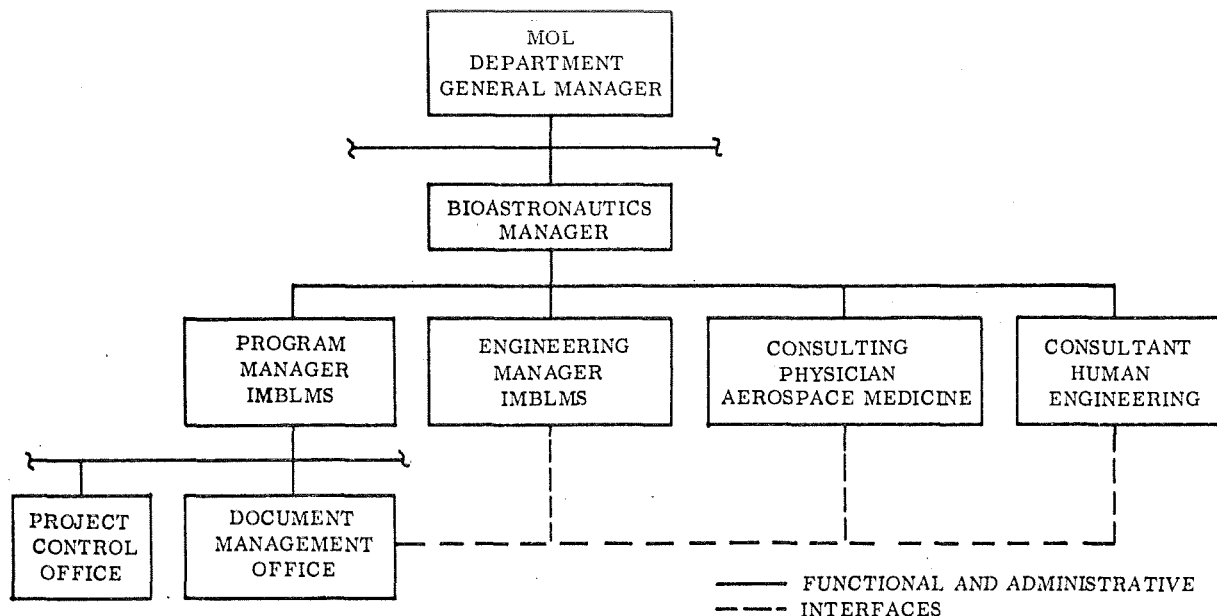 MOL
DEPARTMENT
GENERAL MANAGER
BIOASTRONAUTICS
MANAGER
PROGRAM
MANAGER
IMBLMS
ENGINEERING
MANAGER
IMBLMS
CONSULTING
PHYSICIAN
AEROSPACE MEDICINE
CONSULTANT
HUMAN
ENGINEERING
PROJECT
CONTROL
OFFICE
DOCUMENT
MANAGEMENT
OFFICE
FUNCTIONAL AND ADMINISTRATIVE
INTERFACES